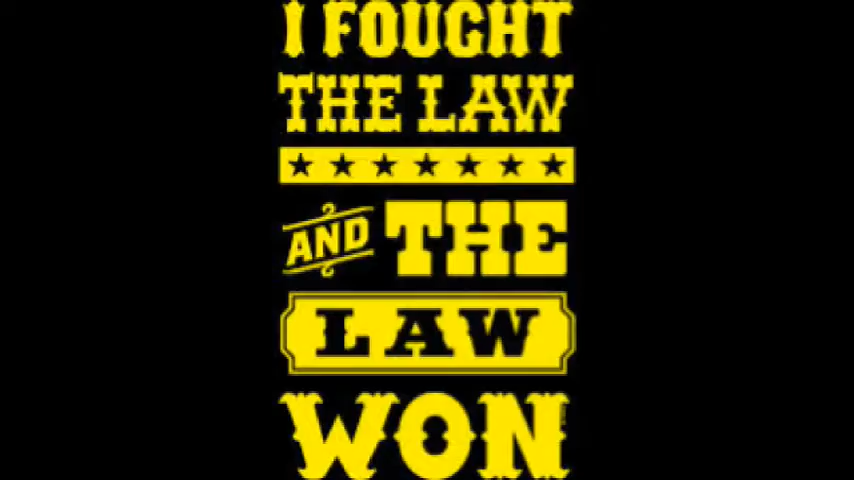 I FOUGHT
THE LAW
AND THE
LAW
WON